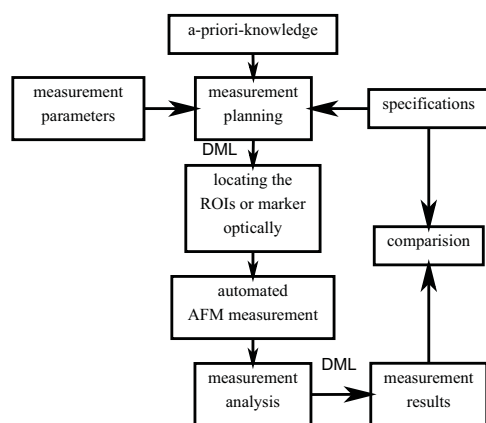 a-priori-knowledge
measurement
parameters
measurement
planning
specifications
DML
locating the
ROIs or marker
optically
comparision
automated
AFM measurement
measurement
analysis
DML
measurement
results